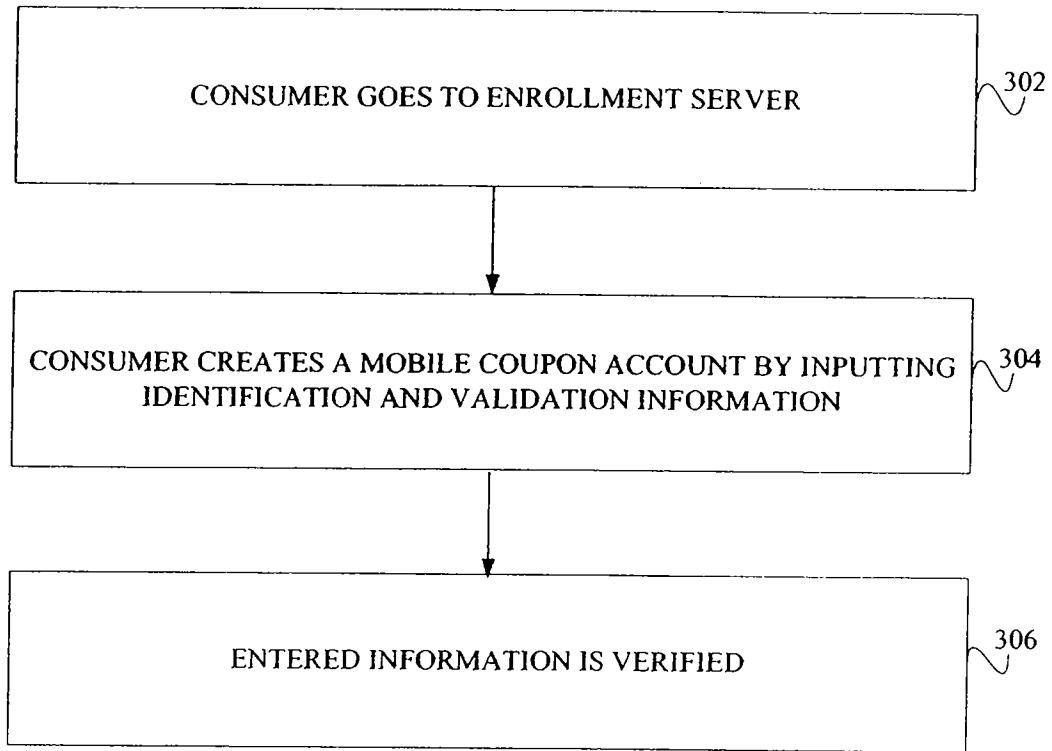 CONSUMER GOES TO ENROLLMENT SERVER
302
CONSUMER CREATES A MOBILE COUPON ACCOUNT BY INPUTTING
IDENTIFICATION AND VALIDATION INFORMATION
304
ENTERED INFORMATION IS VERIFIED
306